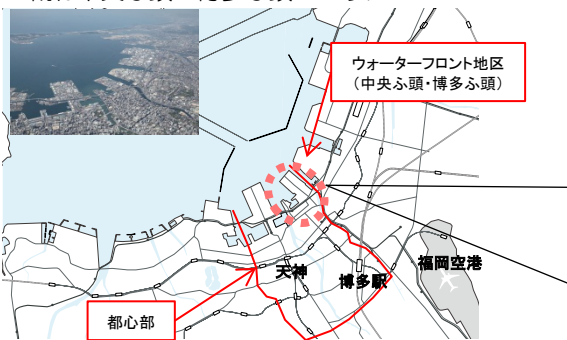 ウォーターフロント地区
（中央ふ頭・博多ふ頭）
天神
博多駅
福岡空港
都心部